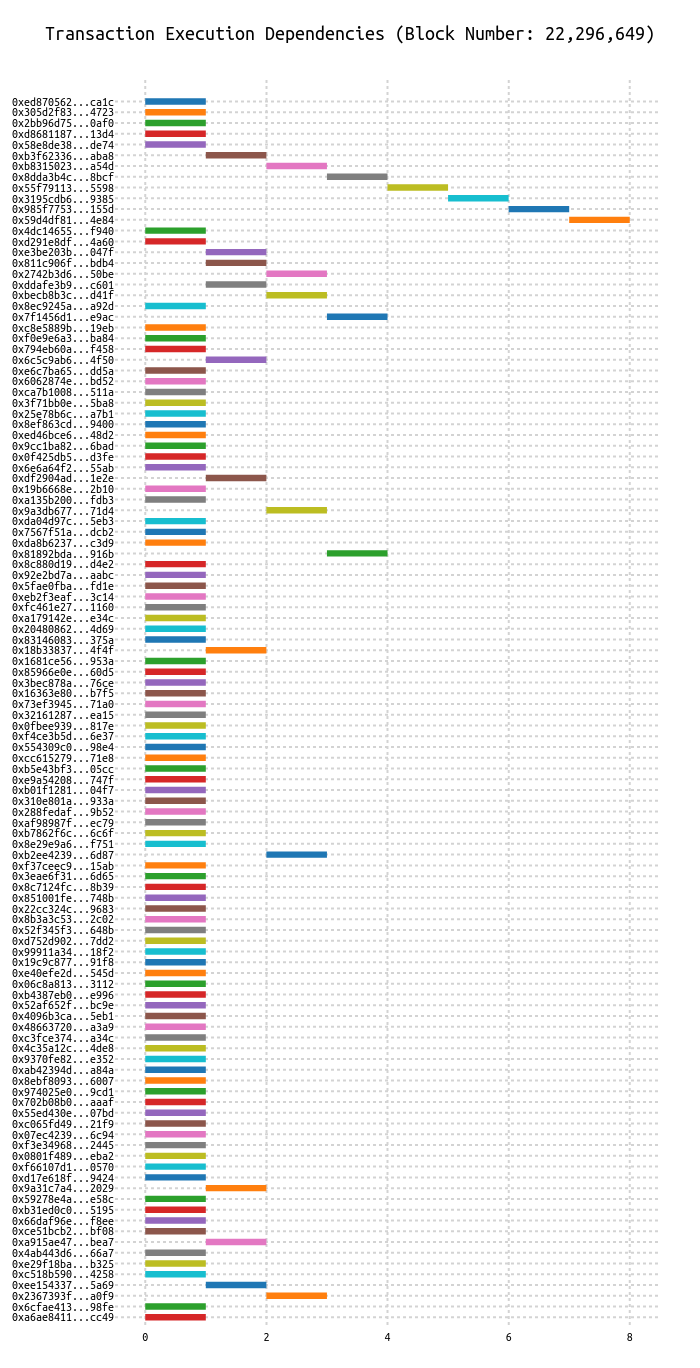 Transaction Execution Dependencies (Block Number: 22,296,649)
0xed870562...ca1c
0x305d2f83...4723
0x2bb96d75...0af0
0xd8681187...13d4
0x58e8de38...de74
0xb3f62336...aba8
0xb8315023...a54d
0x8dda3b4c...8bcf
0x55f79113...5598
0x3195cdb6...9385
0x985f7753...155d
0x59d4df81...4e84
0x4dc14655...f940
0xd291e8df...4a60
0xe3be203b...047f
0x811c906f...bdb4
0x2742b3d6...50be
0xddafe3b9...c601
0xbecb8b3c...d41f
0x8ec9245a...a92d
0x7f1456d1...e9ac
0xc8e5889b...19eb
0xf0e9e6a3...ba84
0x794eb60a...f458
0x6c5c9ab6...4f50
0xe6c7ba65...dd5a
0x6062874e...bd52
0xca7b1008...511a
0x3f71bb0e...5ba8
0x25e78b6c...a7b1
0x8ef863cd...9400
0xed46bce6...48d2
0x9cc1ba82...6bad
0x0f425db5...d3fe
0x6e6a64f2...55ab
0xdf2904ad...1e2e
0x19b6668e...2b10
0xa135b200...fdb3
0x9a3db677...71d4
0xda04d97c...5eb3
0x7567f51a...dcb2
0xda8b6237...c3d9
0x81892bda...916b
0x8c880d19...d4e2
0x92e2bd7a...aabc
0x5fae0fba...fd1e
0xeb2f3eaf...3c14
0xfc461e27...1160
0xa179142e...e34c
0x20480862...4d69
0x83146083...375a
0x18b33837...4f4f
0x1681ce56...953a
0x85966e0e...60d5
0x3bec878a...76ce
0x16363e80...b7f5
0x73ef3945...71a0
0x32161287...ea15
0x0fbee939...817e
0xf4ce3b5d...6e37
0x554309c0...98e4
0xcc615279...71e8
0xb5e43bf3...05cc
0xe9a54208...747f
0xb01f1281...04f7
0x310e801a...933a
0x288fedaf...9b52
0xaf98987f...ec79
0xb7862f6c...6c6f
0x8e29e9a6...f751
0xb2ee4239...6d87
0xf37ceec9...15ab
0x3eae6f31...6d65
0x8c7124fc...8b39
0x851001fe...748b
0x22cc324c...9683
0x8b3a3c53...2c02
0x52f345f3...648b
0xd752d902...7dd2
0x99911a34...18f2
0x19c9c877...91f8
0xe40efe2d...545d
0x06c8a813...3112
0xb4387eb0...e996
0x52af652f...bc9e
0x4096b3ca...5eb1
0x48663720...a3a9
0xc3fce374...a34c
0x4c35a12c...4de8
0x9370fe82...e352
0xab42394d...a84a
0x8ebf8093...6007
0x974025e0...9cd1
0x702b08b0...aaaf
0x55ed430e...07bd
0xc065fd49...21f9
0x07ec4239...6c94
0xf3e34968...2445
0x0801f489...eba2
0xf66107d1...0570
0xd17e618f...9424
0x9a31c7a4...2029
0x59278e4a...e58c
0xb31ed0c0...5195
0x66daf96e...f8ee
0xce51bcb2...bf08
0xa915ae47...bea7
0x4ab443d6...66a7
0xe29f18ba...b325
0xc518b590...4258
0xee154337...5a69
0x2367393f...a0f9
0x6cfae413...98fe
0xa6ae8411...cc49
0 2 4 6 8